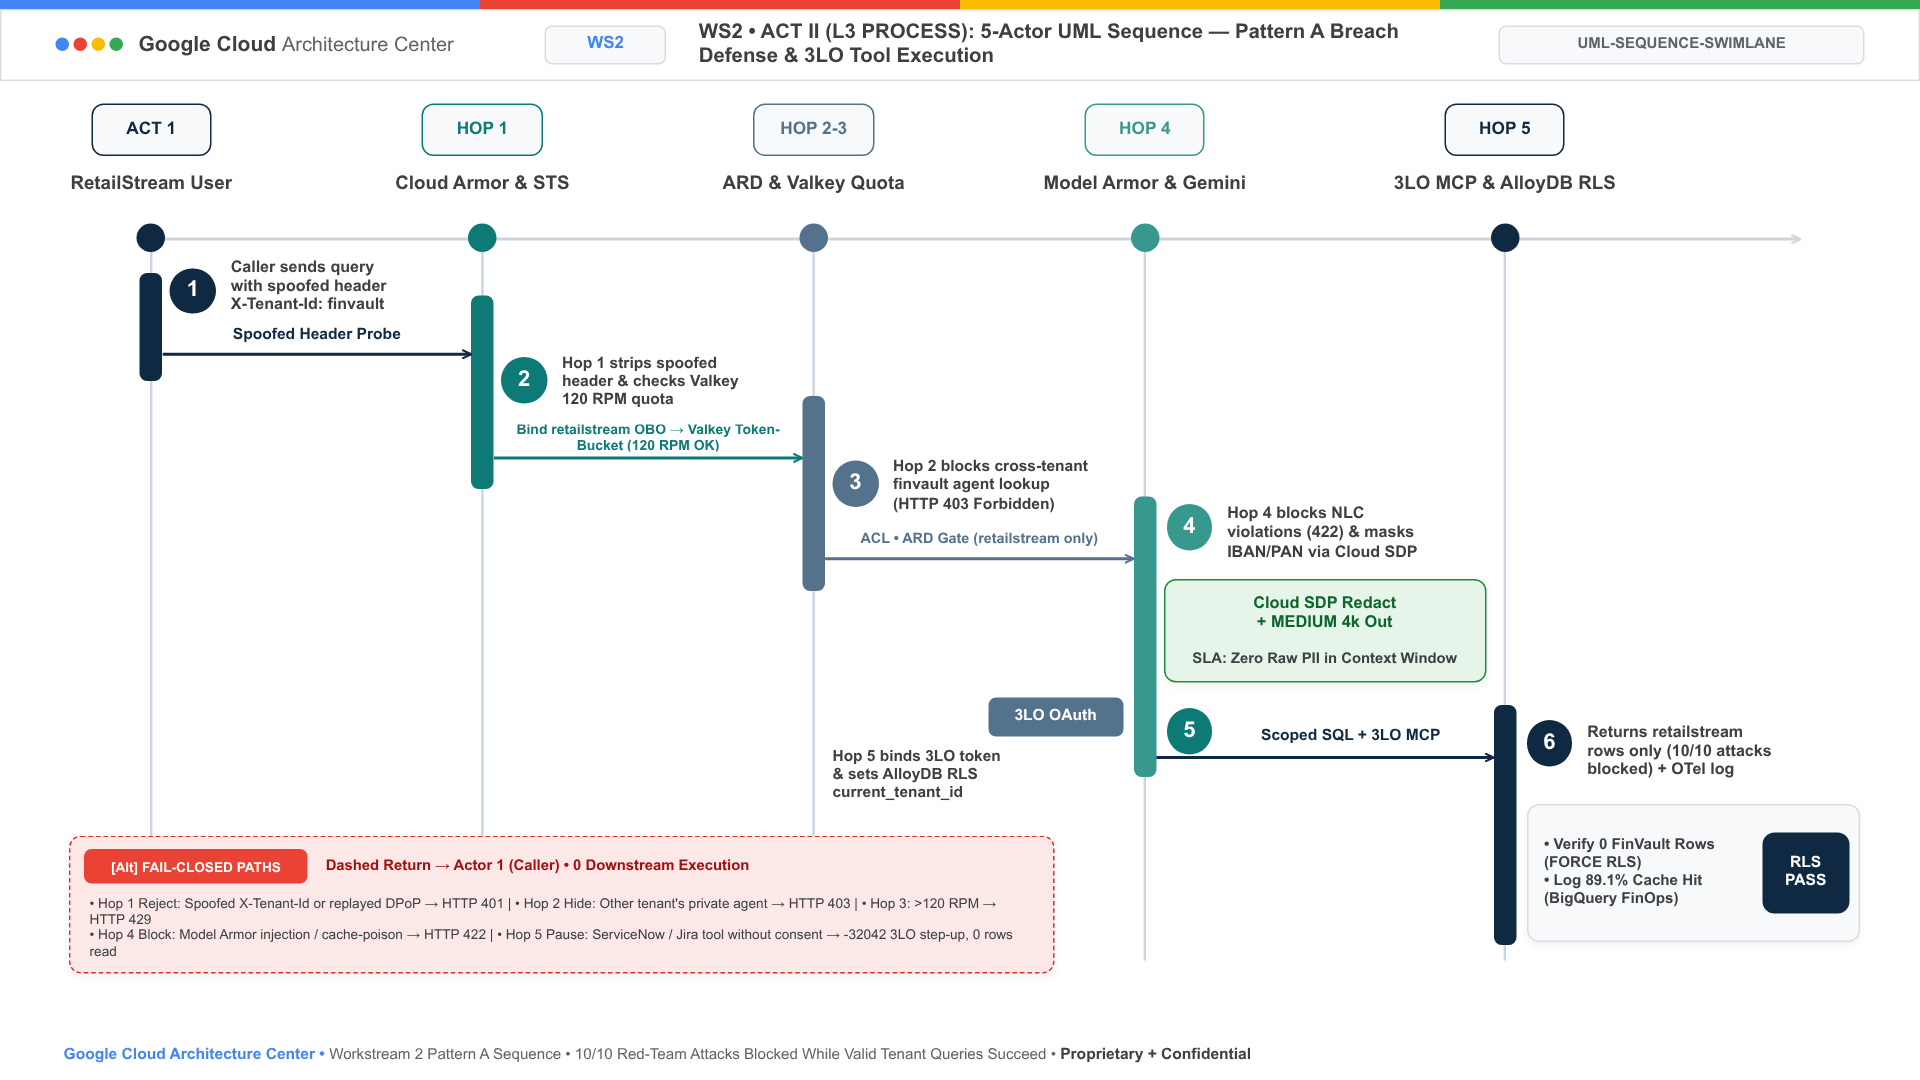 Google Cloud Architecture Center
WS2
WS2 • ACT II (L3 PROCESS): 5-Actor UML Sequence — Pattern A Breach
Defense & 3LO Tool Execution
UML-SEQUENCE-SWIMLANE
ACT 1
HOP 1
HOP 2-3
HOP 4
HOP 5
RetailStream User
Cloud Armor & STS
ARD & Valkey Quota
Model Armor & Gemini
3LO MCP & AlloyDB RLS
1
Caller sends query
with spoofed header
X-Tenant-Id: finvault
Spoofed Header Probe
2
Hop 1 strips spoofed
header & checks Valkey
120 RPM quota
Bind retailstream OBO → Valkey Token-
Bucket (120 RPM OK)
3
Hop 2 blocks cross-tenant
finvault agent lookup
(HTTP 403 Forbidden)
ACL • ARD Gate (retailstream only)
4
Hop 4 blocks NLC
violations (422) & masks
IBAN/PAN via Cloud SDP
Cloud SDP Redact
+ MEDIUM 4k Out
SLA: Zero Raw PII in Context Window
3LO OAuth
5
Scoped SQL + 3LO MCP
Hop 5 binds 3LO token
& sets AlloyDB RLS
current_tenant_id
6
Returns retailstream
rows only (10/10 attacks
blocked) + OTel log
• Verify 0 FinVault Rows
(FORCE RLS)
• Log 89.1% Cache Hit
(BigQuery FinOps)
RLS
PASS
[Alt] FAIL-CLOSED PATHS
Dashed Return → Actor 1 (Caller) • 0 Downstream Execution
• Hop 1 Reject: Spoofed X-Tenant-Id or replayed DPoP → HTTP 401 | • Hop 2 Hide: Other tenant's private agent → HTTP 403 | • Hop 3: >120 RPM →
HTTP 429
• Hop 4 Block: Model Armor injection / cache-poison → HTTP 422 | • Hop 5 Pause: ServiceNow / Jira tool without consent → -32042 3LO step-up, 0 rows
read
Google Cloud Architecture Center • Workstream 2 Pattern A Sequence • 10/10 Red-Team Attacks Blocked While Valid Tenant Queries Succeed • Proprietary + Confidential